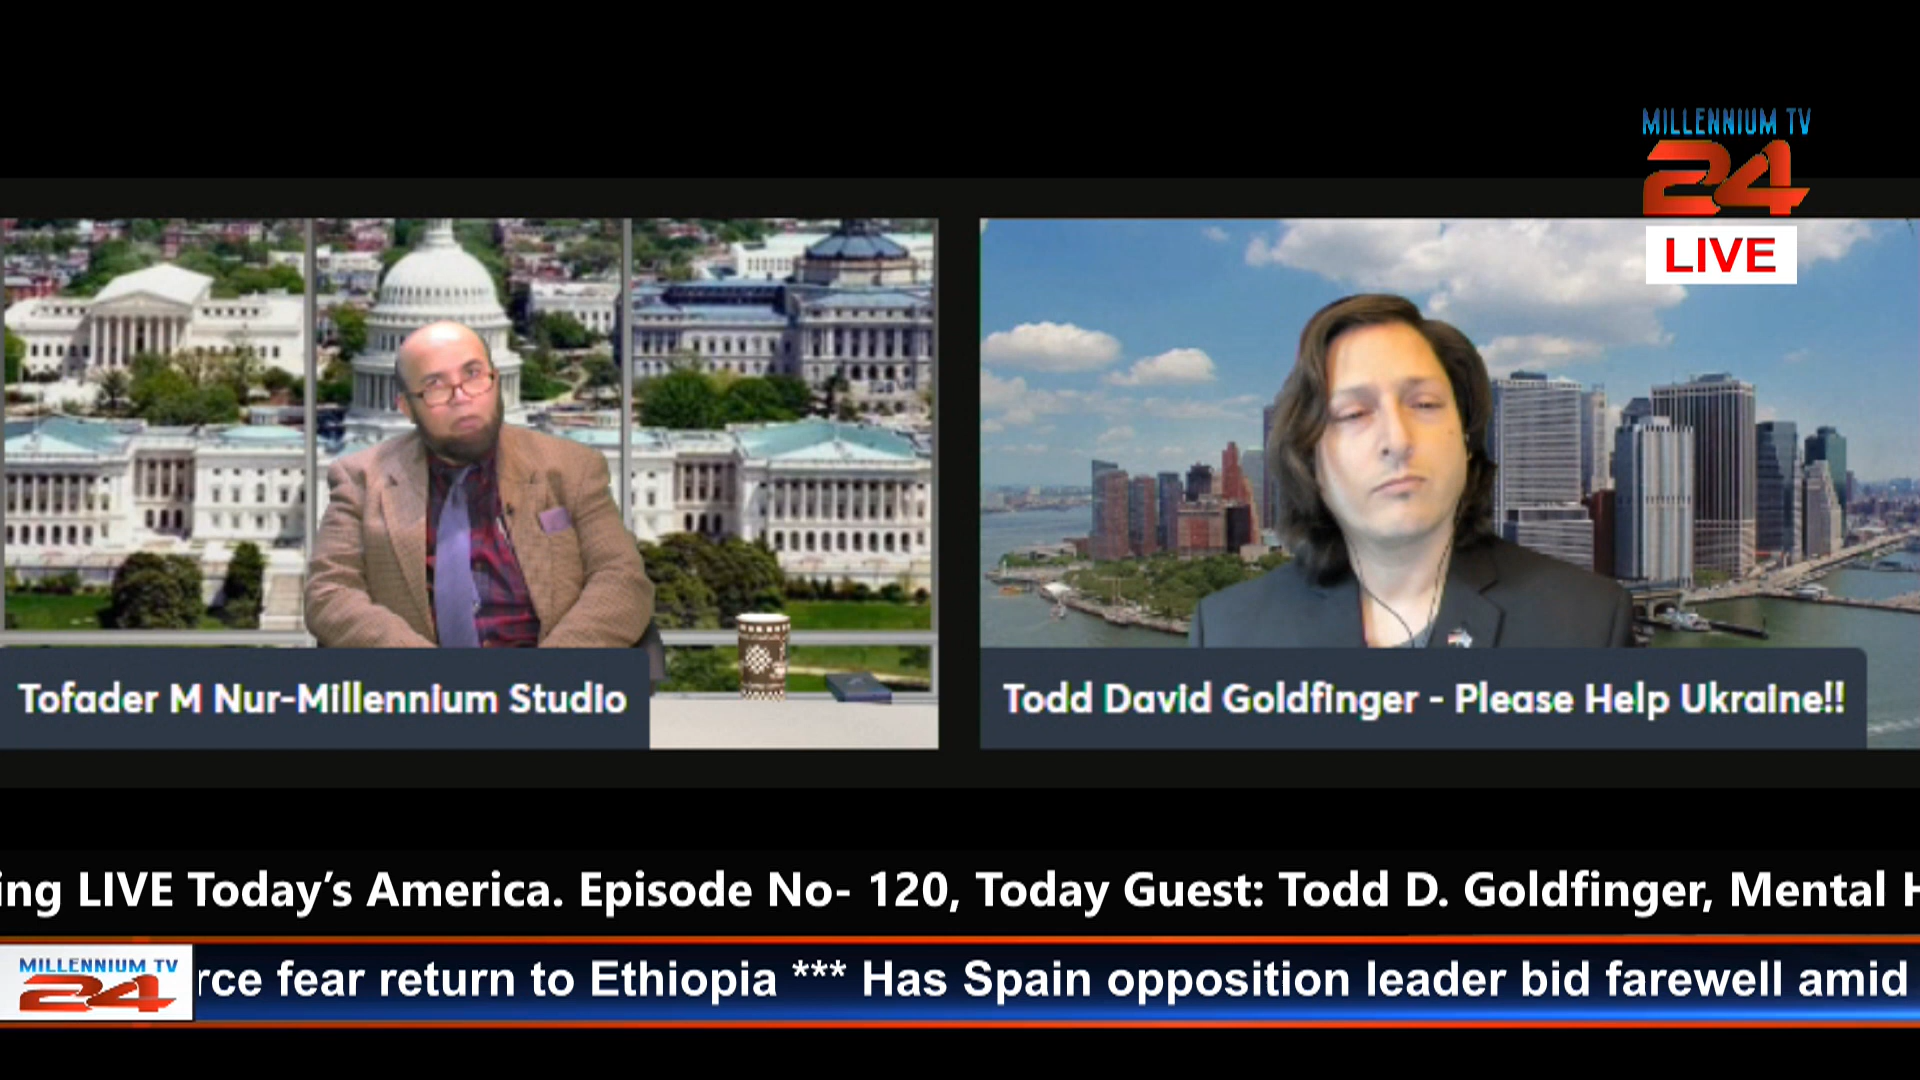 MILLENNIUM TV
24
LIVE
Tofader M Nur-Millennium Studio
Todd David Goldfinger - Please Help Ukraine!!
ing LIVE Today's America. Episode No- 120, Today Guest: Todd D. Goldfinger, Mental H
MILLENNIUM TV
24
rce fear return to Ethiopia *** Has Spain opposition leader bid farewell amid